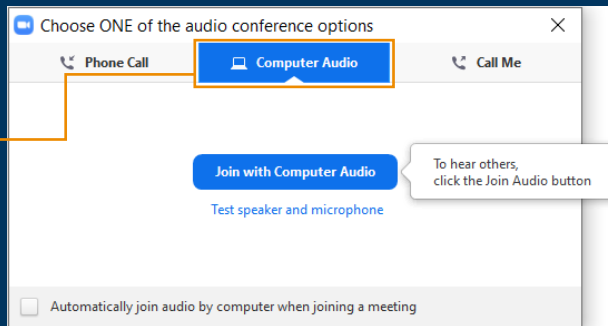 Choose ONE of the audio conference options
Phone Call
Computer Audio
Call Me
Join with Computer Audio
To hear others,
click the Join Audio button
Test speaker and microphone
Automatically join audio by computer when joining a meeting